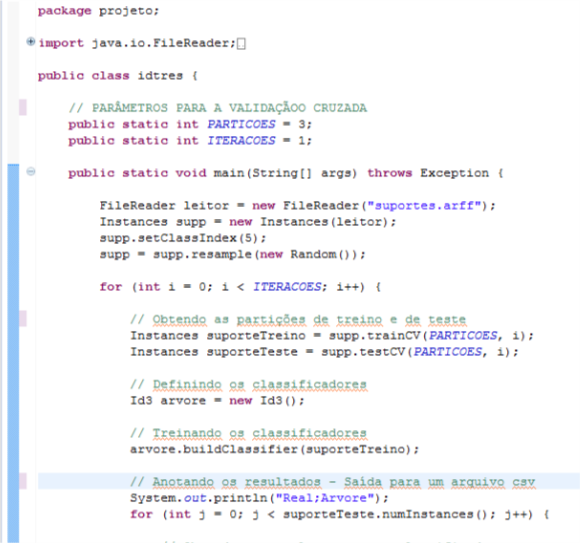 package projeto;
import java.io.FileReader;
public class idtres {
// PARÂMETROS PARA A VALIDAÇÃOO CRUZADA
public static int PARTICOES = 3;
public static int ITERACOES = 1;
public static void main(String[] args) throws Exception {
FileReader leitor = new FileReader("suportes.arff");
Instances supp = new Instances(leitor);
supp.setClassIndex(5);
supp = supp.resample(new Random());
for (int i = 0; i < ITERACOES; i++) {
// Obtendo as partições de treino e de teste
Instances suporteTreino = supp.trainCV(PARTICOES, i);
Instances suporteTeste = supp.testCV(PARTICOES, i);
// Definindo os classificadores
Id3 arvore = new Id3();
// Treinando os classificadores
arvore.buildClassifier(suporteTreino);
// Anotando os resultados - Saída para um arquivo csv
System.out.println("Real;Arvore");
for (int j = 0; j < suporteTeste.numInstances(); j++) {